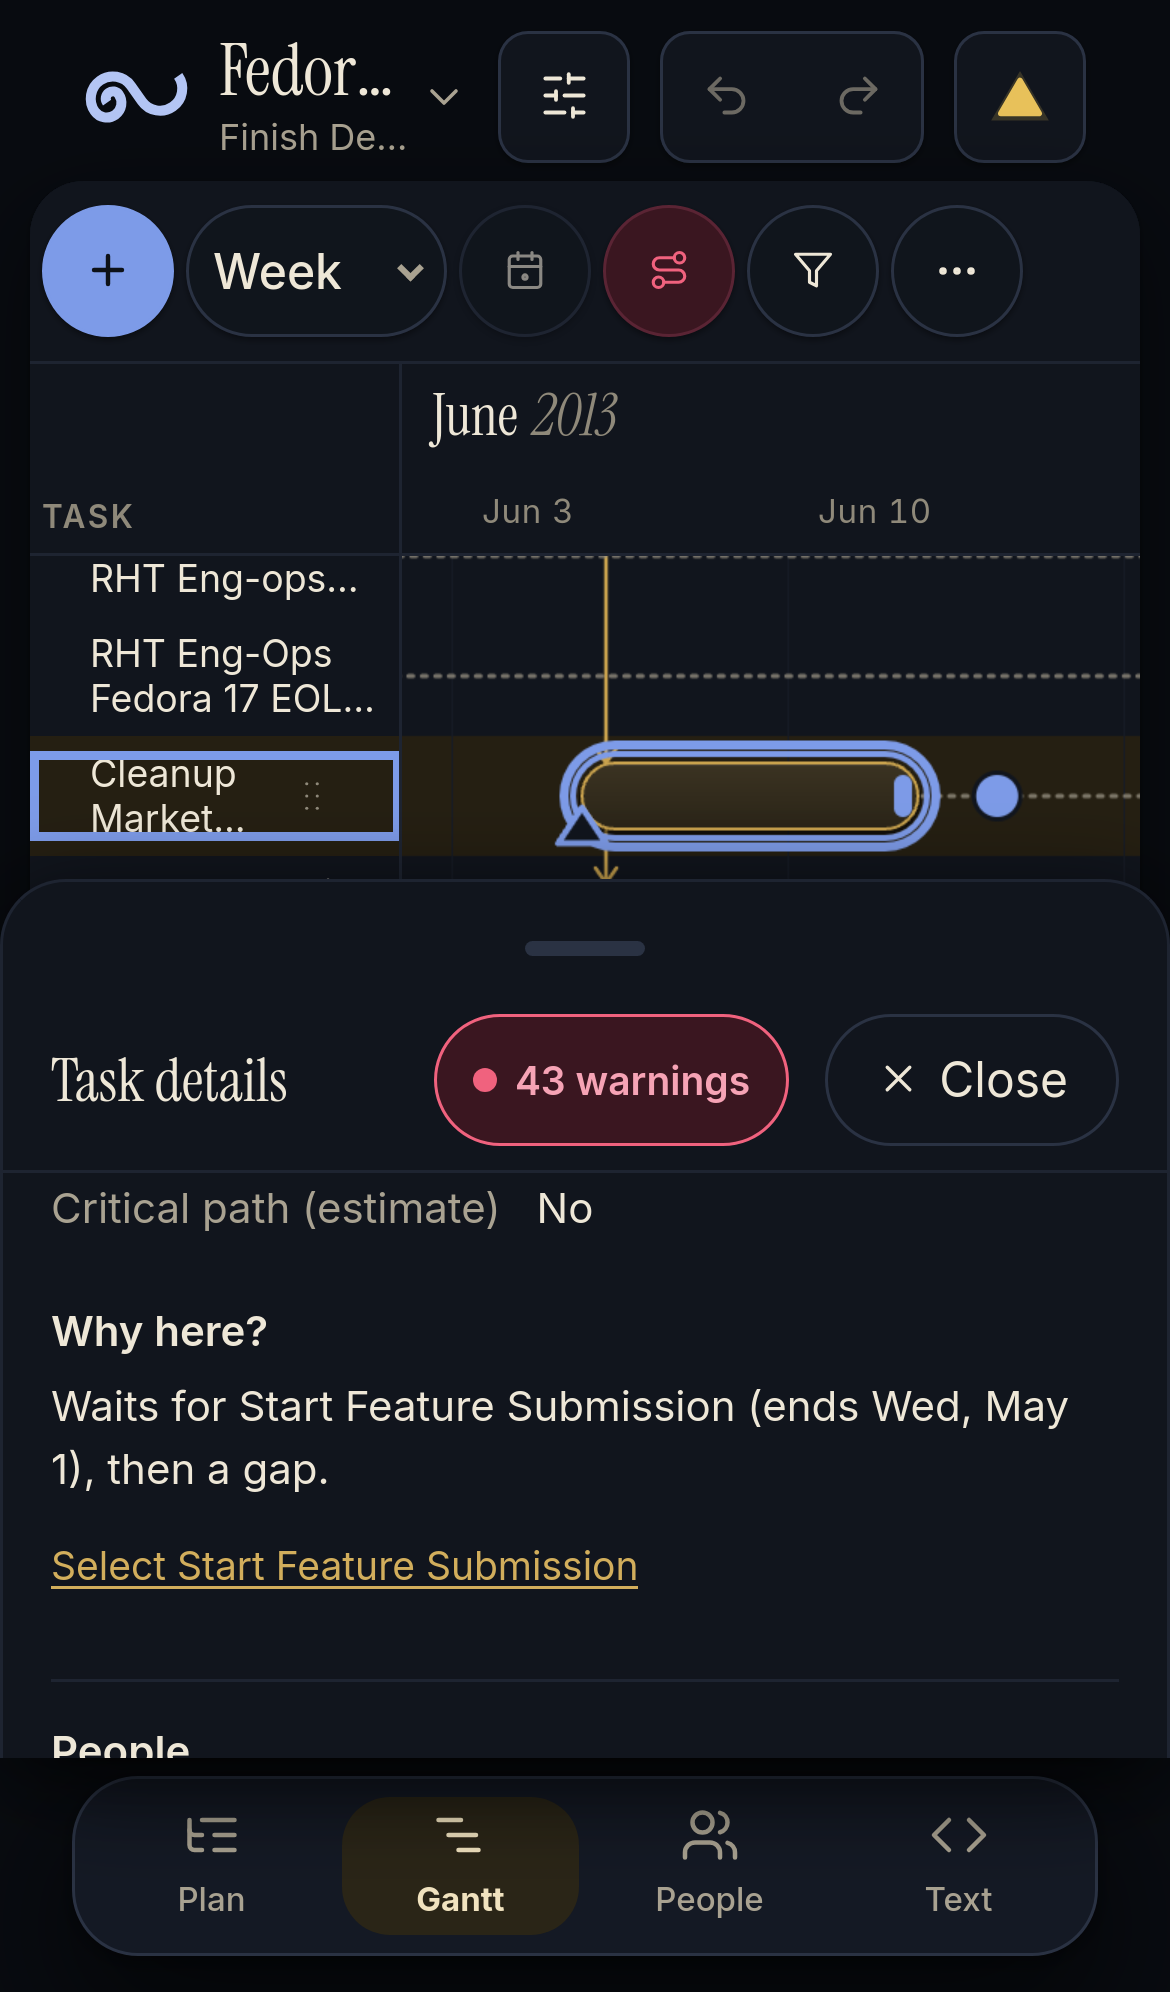 Fedor...
Finish De...
Week
June 2013
TASK
Jun 3
Jun 10
RHT Eng-ops...
RHT Eng-Ops
Fedora 17 EOL...
Cleanup
Market...
Task details
43 warnings
Close
Critical path (estimate) No
Why here?
Waits for Start Feature Submission (ends Wed, May
1), then a gap.
Select Start Feature Submission
People
Plan
Gantt
People
Text